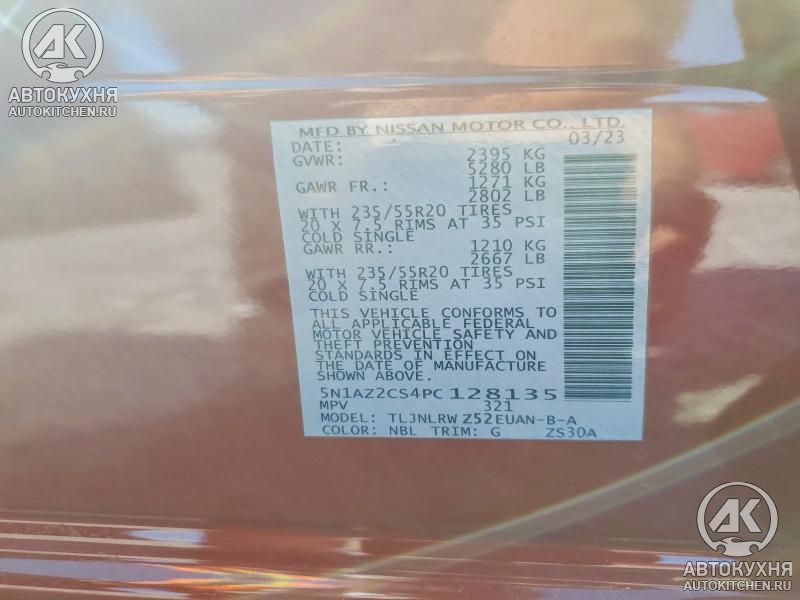 AK
АВТОКУХНЯ
AUTOKITCHEN.RU
MFD BY NISSAN MOTOR CO., LTD.
DATE: 03/23
GVWR: 2395 KG
5280 LB
GAWR FR.: 1271 KG
2802 LB
WITH 235/55R20 TIRES
20 X 7.5 RIMS AT 35 PSI
COLD SINGLE
GAWR RR.: 1210 KG
2667 LB
WITH 235/55R20 TIRES
20 X 7.5 RIMS AT 35 PSI
COLD SINGLE
THIS VEHICLE CONFORMS TO
ALL APPLICABLE FEDERAL
MOTOR VEHICLE SAFETY AND
THEFT PREVENTION
STANDARDS IN EFFECT ON
THE DATE OF MANUFACTURE
SHOWN ABOVE.
5N1AZ2CS4PC128135
MPV 321
MODEL: TLJNLRWZ52EUAN-B-A
COLOR: NBL TRIM: G ZS30A
AK
АВТОКУХНЯ
AUTOKITCHEN.RU